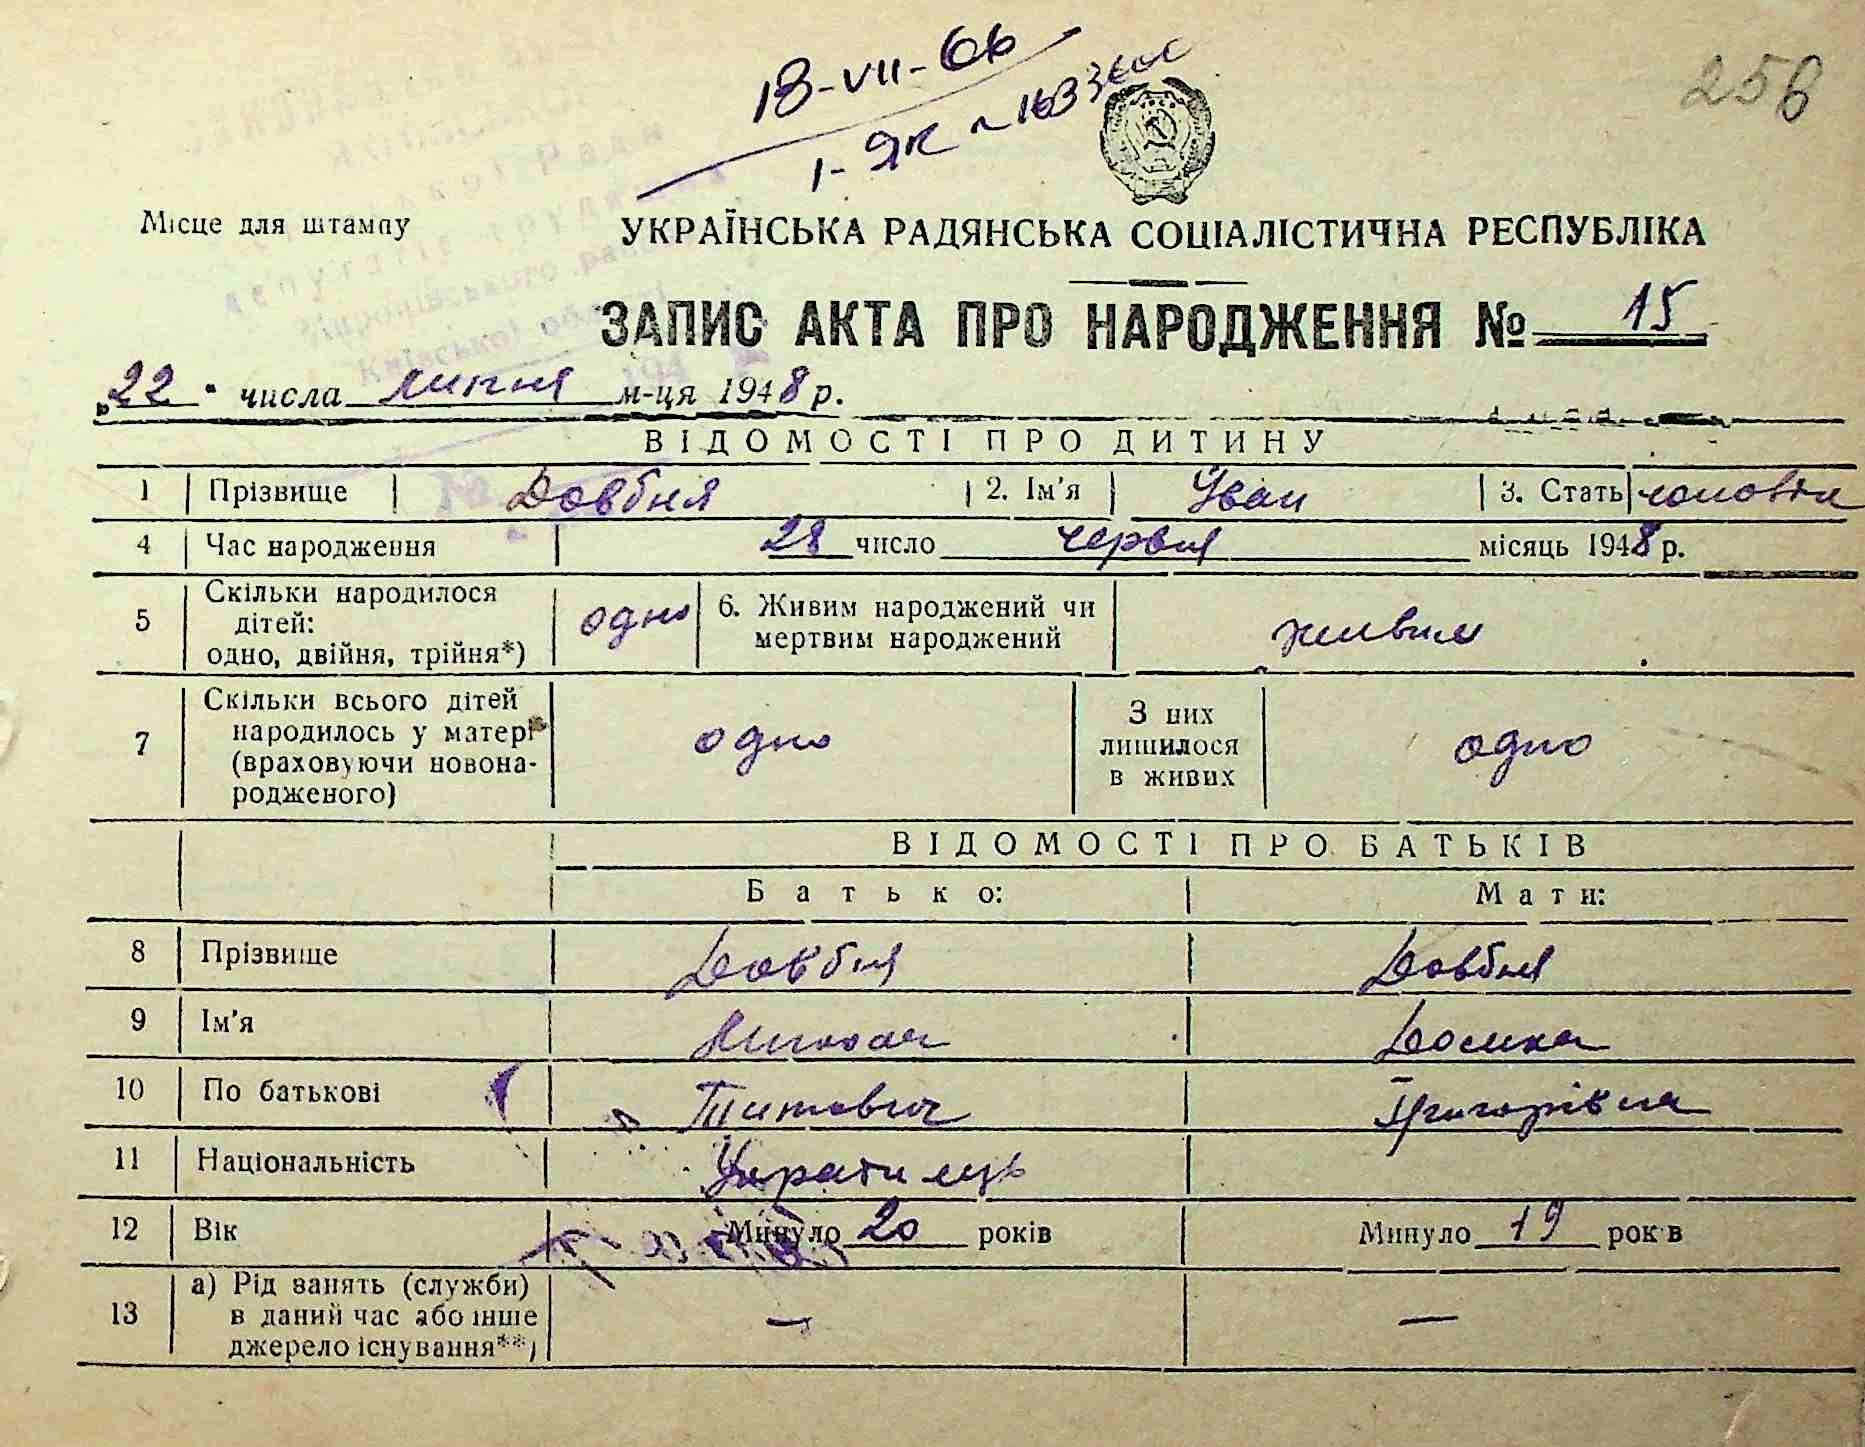 18-VII-66
I-ЯК № 1633
256
Місце для штампу
УКРАЇНСЬКА РАДЯНСЬКА СОЦІАЛІСТИЧНА РЕСПУБЛІКА
ЗАПИС АКТА ПРО НАРОДЖЕННЯ № 15
„22" числа липня м-ця 1948 р.
ВІДОМОСТІ ПРО ДИТИНУ
1 Прізвище Довбня 2. Ім'я Іван 3. Стать
4 Час народження 28 число червня місяць 1948 р.
5 Скільки народилося дітей: одно, двійня, трійня*) одно 6. Живим народжений чи мертвим народжений живим
7 Скільки всього дітей народилось у матері (враховуючи новона-родженого) одно З них лишилося в живих одно
ВІДОМОСТІ ПРО БАТЬКІВ
Батько: Мати:
8 Прізвище Довбня Довбня
9 Ім'я Микола
10 По батькові Титович Григорівна
11 Національність Українець
12 Вік Минуло 20 років Минуло 19 років
13 а) Рід занять (служби) в даний час або інше джерело існування**) — —